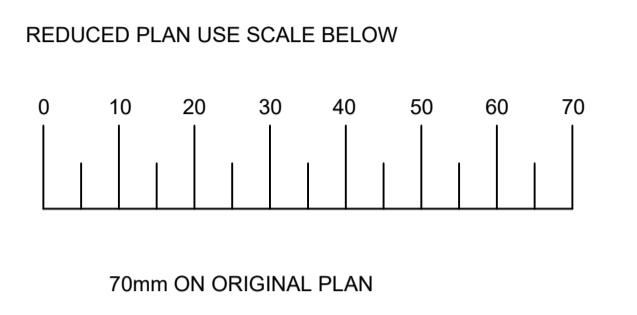 REDUCED PLAN USE SCALE BELOW
0 10 20 30 40 50 60 70
70mm ON ORIGINAL PLAN